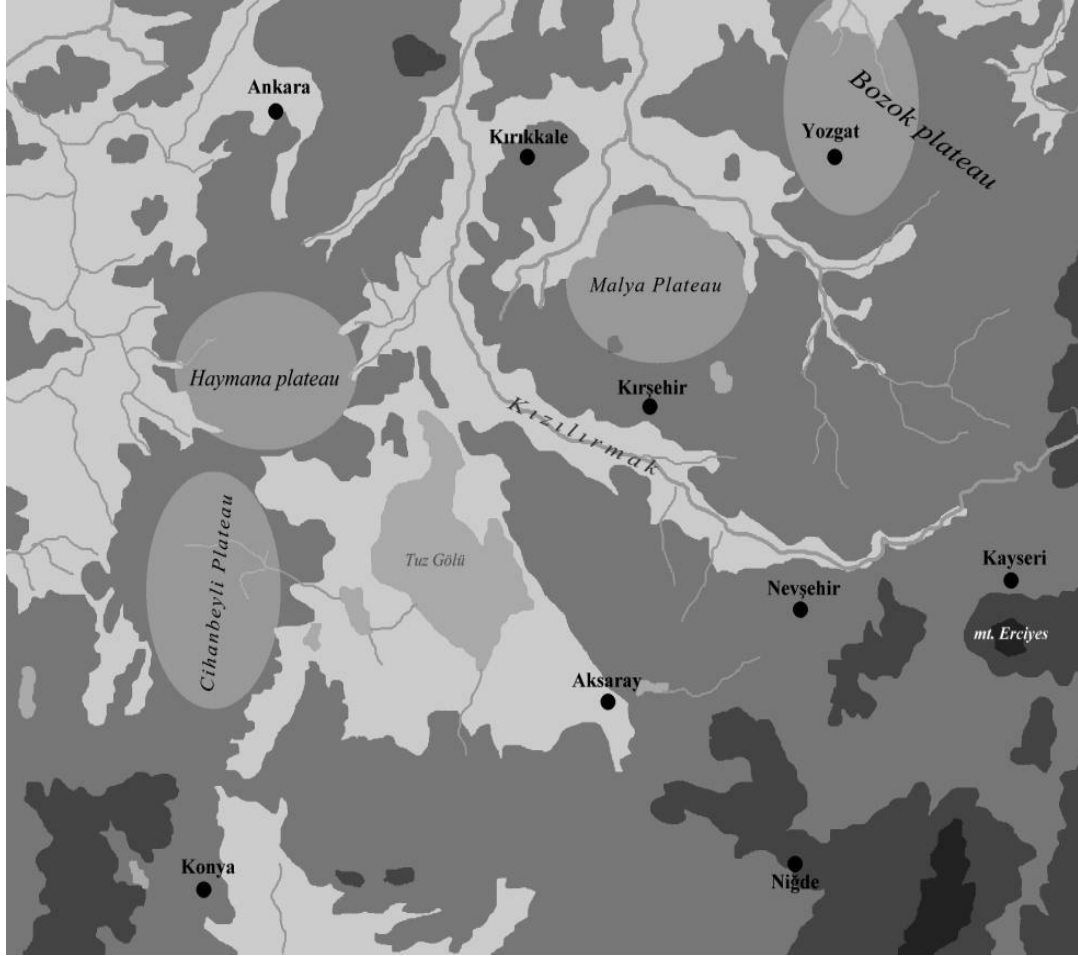 Ankara
Kırıkkale
Yozgat
Bozok plateau
Malya Plateau
Haymana plateau
Kırşehir
Kızılırmak
Cihanbeyli Plateau
Tuz Gölü
Kayseri
Nevşehir
mt. Erciyes
Aksaray
Konya
Niğde